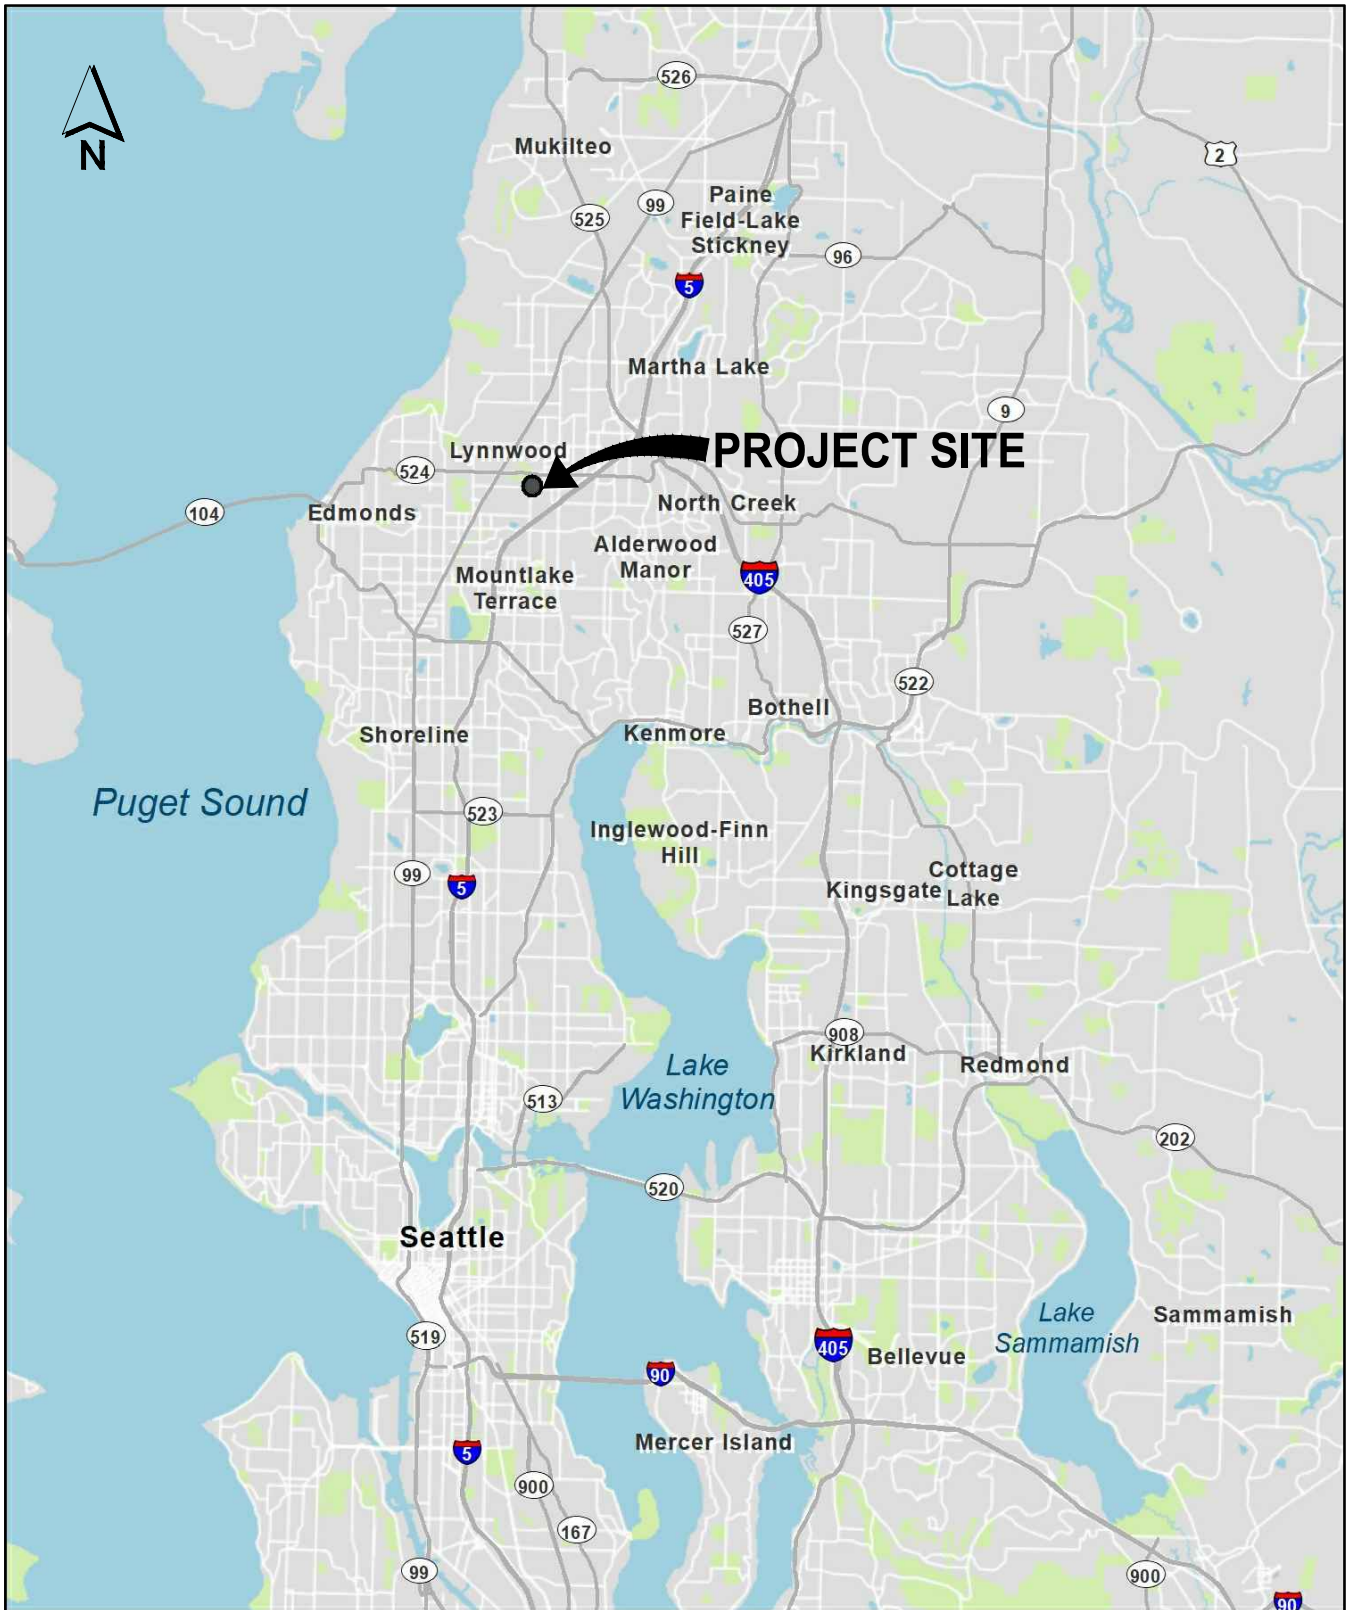 526
N
Mukilteo
2
Paine
Field-Lake
Stickney
99
525
96
5
Martha Lake
9
PROJECT SITE
Lynnwood
524
North Creek
104
Edmonds
Alderwood
Manor
Mountlake
Terrace
405
527
522
Bothell
Shoreline
Kenmore
Puget Sound
523
Inglewood-Finn
Hill
99
5
Cottage
Lake
Kingsgate
908
Kirkland
Redmond
Lake
Washington
513
202
520
Seattle
Lake
Sammamish
Sammamish
519
405
Bellevue
90
Mercer Island
5
900
167
99
900
90